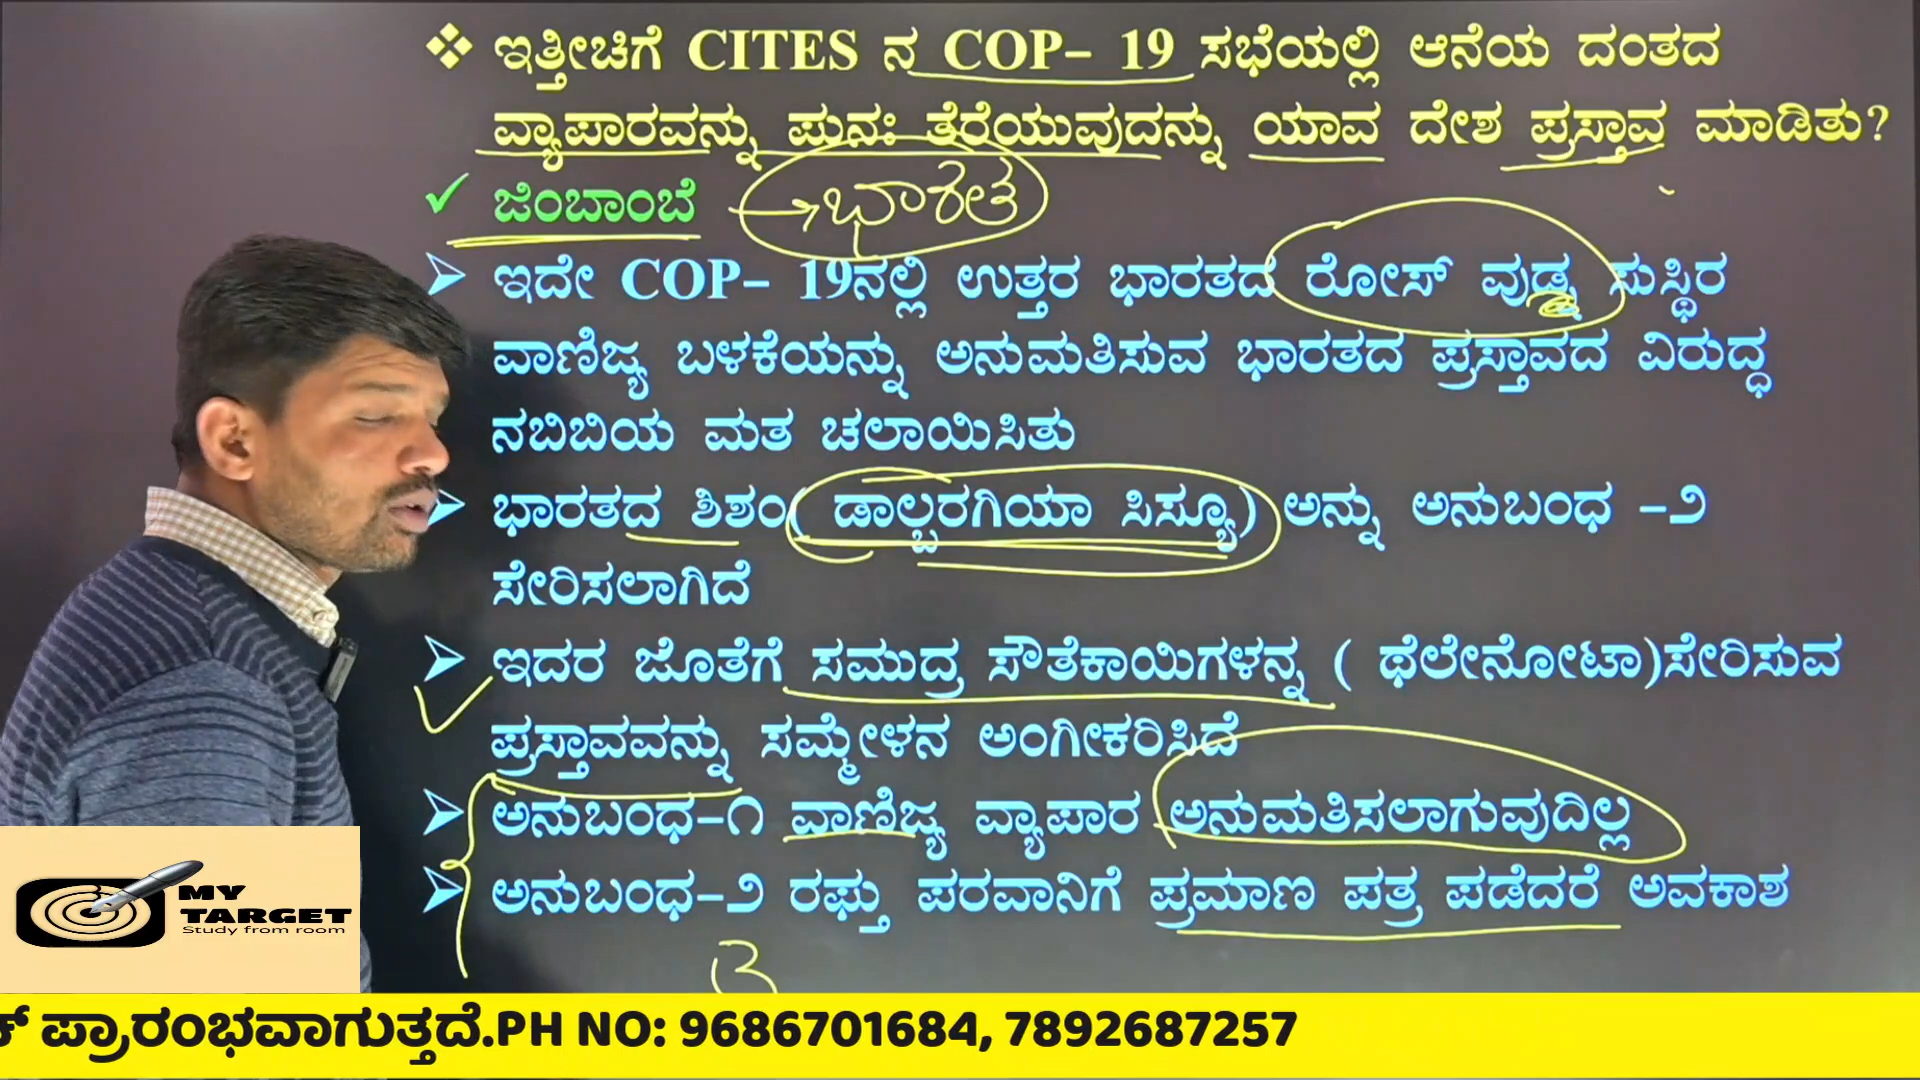 ❖ ಇತ್ತೀಚಿಗೆ CITES ನ COP- 19 ಸಭೆಯಲ್ಲಿ ಆನೆಯ ದಂತದ
ವ್ಯಾಪಾರವನ್ನು ಪುನಃ ತೆರೆಯುವುದನ್ನು ಯಾವ ದೇಶ ಪ್ರಸ್ತಾವ ಮಾಡಿತು?
✓ ಜಿಂಬಾಂಬೆ → ಭಾರತ
➢ ಇದೇ COP- 19ನಲ್ಲಿ ಉತ್ತರ ಭಾರತದ ರೋಸ್ ವುಡ್ನ ಸುಸ್ಥಿರ
ವಾಣಿಜ್ಯ ಬಳಕೆಯನ್ನು ಅನುಮತಿಸುವ ಭಾರತದ ಪ್ರಸ್ತಾವದ ವಿರುದ್ಧ
ನಬಿಬಿಯ ಮತ ಚಲಾಯಿಸಿತು
➢ ಭಾರತದ ಶಿಶಂ( ಡಾಲ್ಬರಗಿಯಾ ಸಿಸ್ಯೂ) ಅನ್ನು ಅನುಬಂಧ -೨
ಸೇರಿಸಲಾಗಿದೆ
➢ ಇದರ ಜೊತೆಗೆ ಸಮುದ್ರ ಸೌತೆಕಾಯಿಗಳನ್ನ ( ಥೆಲೇನೋಟಾ)ಸೇರಿಸುವ
ಪ್ರಸ್ತಾವವನ್ನು ಸಮ್ಮೇಳನ ಅಂಗೀಕರಿಸಿದೆ
➢ ಅನುಬಂಧ-೧ ವಾಣಿಜ್ಯ ವ್ಯಾಪಾರ ಅನುಮತಿಸಲಾಗುವುದಿಲ್ಲ
➢ ಅನುಬಂಧ-೨ ರಫ್ತು ಪರವಾನಿಗೆ ಪ್ರಮಾಣ ಪತ್ರ ಪಡೆದರೆ ಅವಕಾಶ
MY
TARGET
Study from room
ಪ್ರಾರಂಭವಾಗುತ್ತದೆ.PH NO: 9686701684, 7892687257